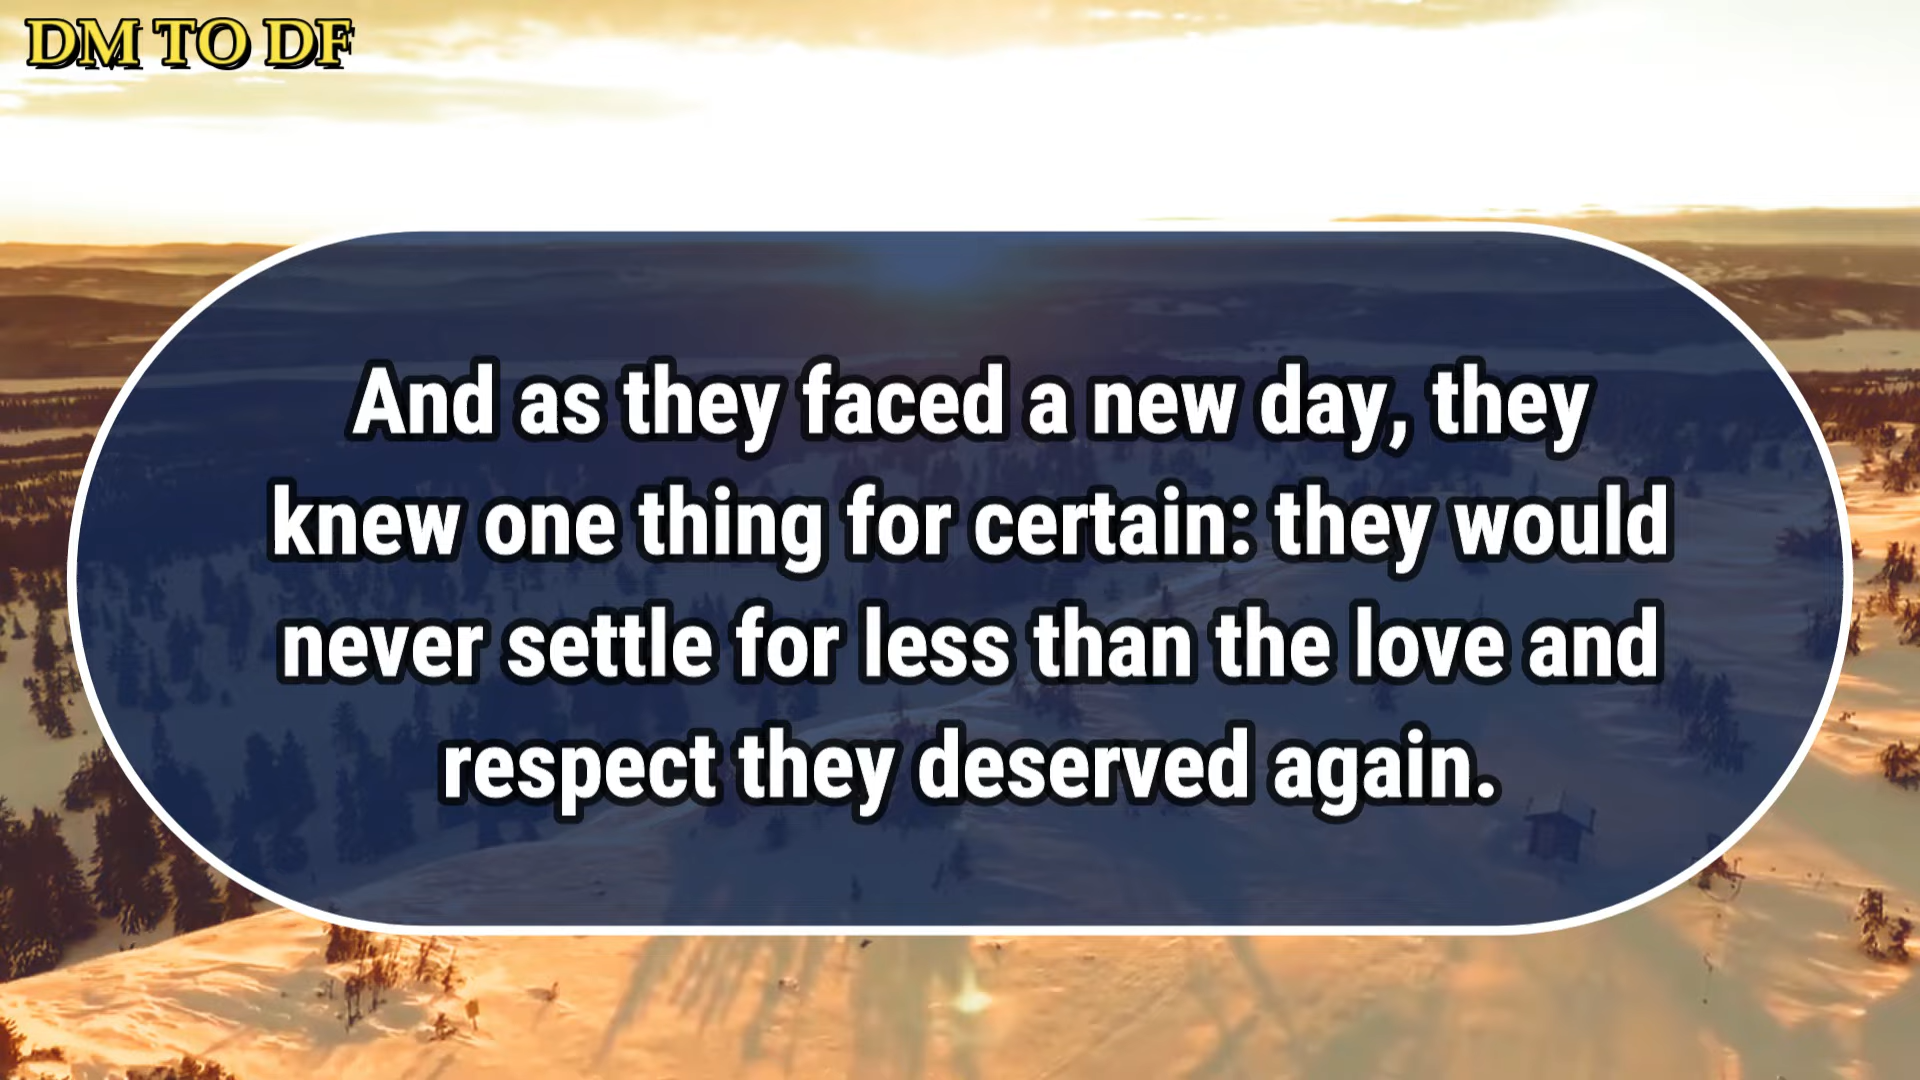 DM TO DF
And as they faced a new day, they
knew one thing for certain: they would
never settle for less than the love and
respect they deserved again.